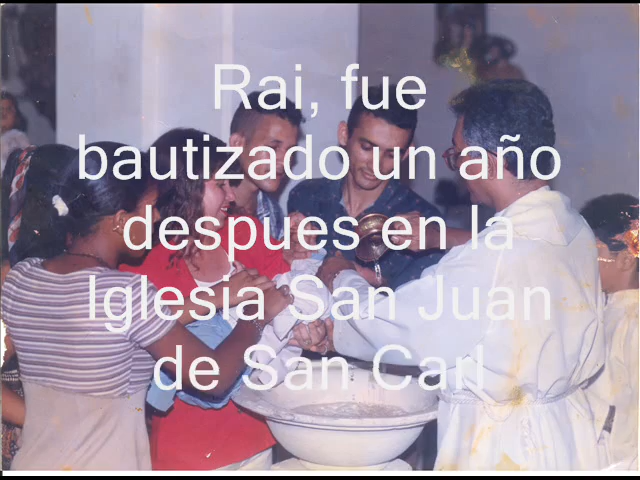 Rai, fue
bautizado un año
despues en la
Iglesia San Juan
de San Carl